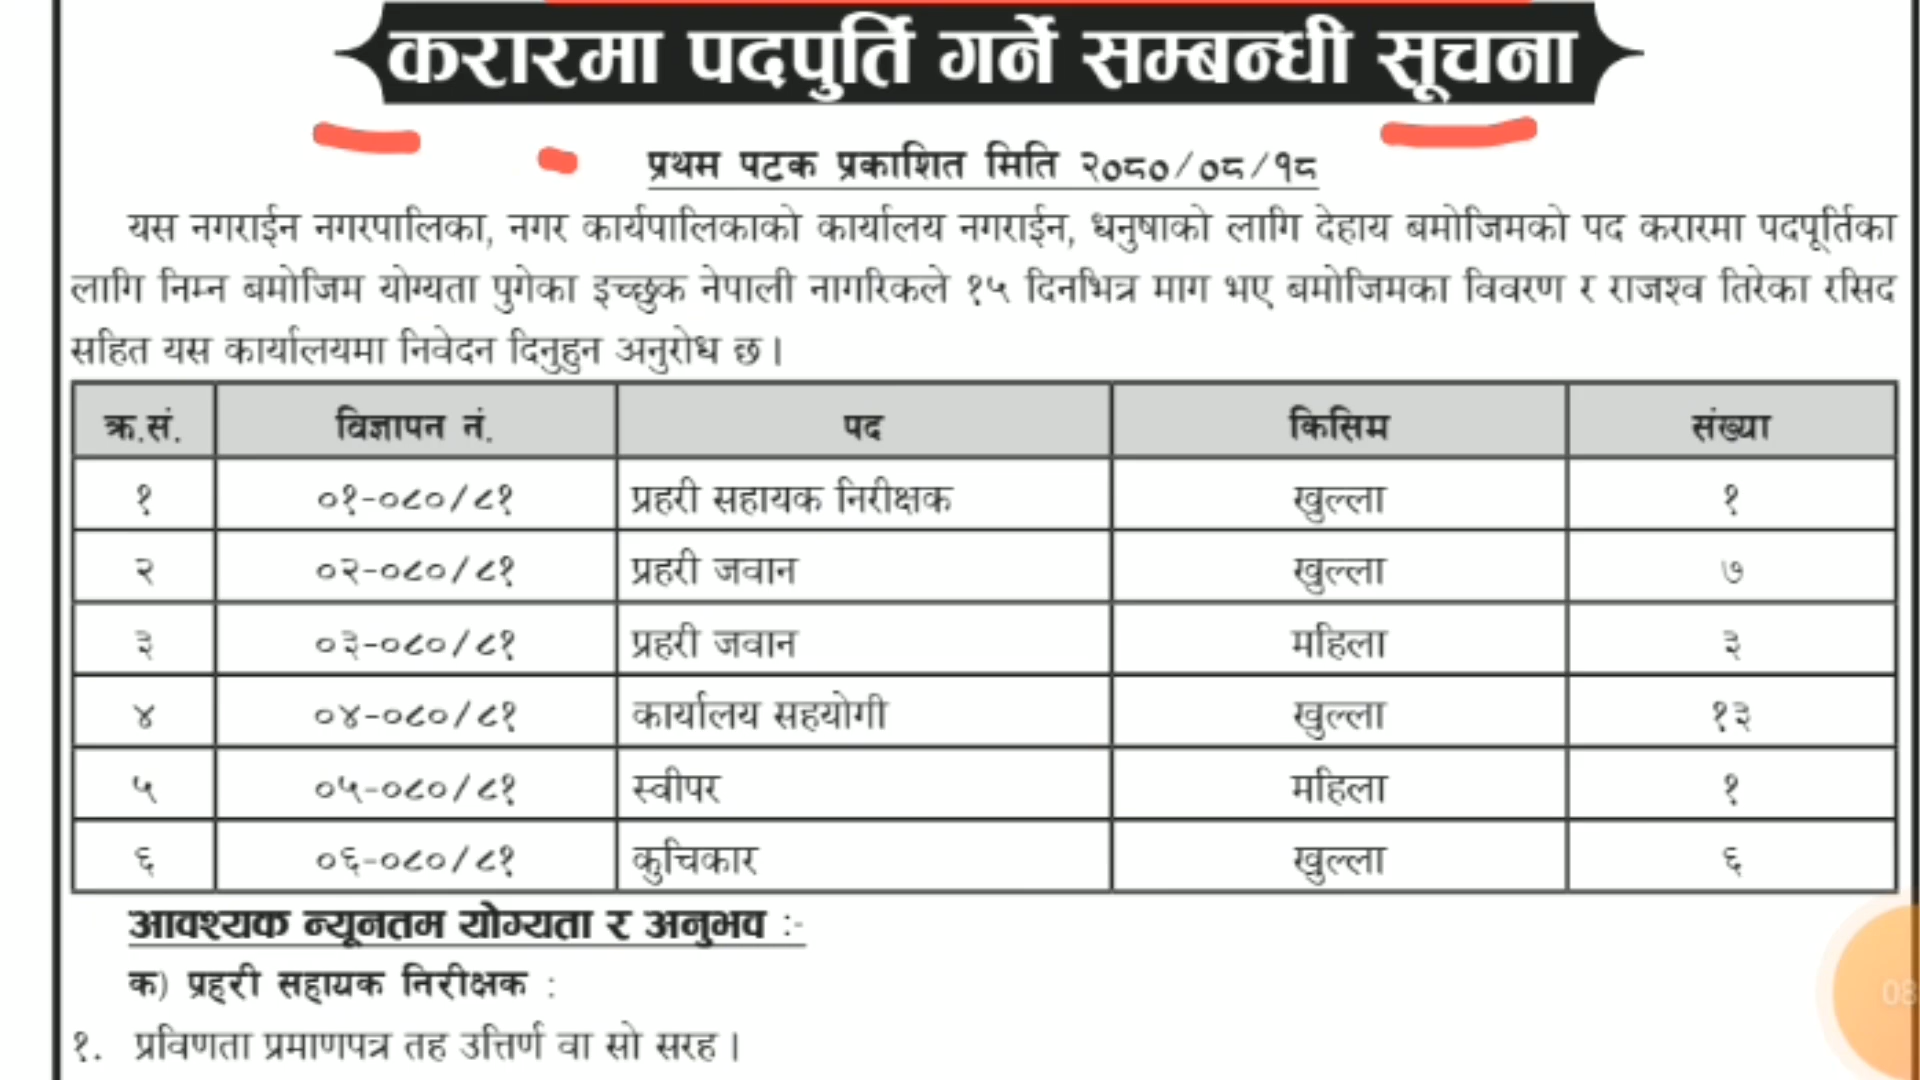 करारमा पदपुर्ति गर्ने सम्बन्धी सूचना
प्रथम पटक प्रकाशित मिति २०८०/०८/१८
यस नगराईन नगरपालिका, नगर कार्यपालिकाको कार्यालय नगराईन, धनुषाको लागि देहाय बमोजिमको पद करारमा पदपूर्तिका
लागि निम्न बमोजिम योग्यता पुगेका इच्छुक नेपाली नागरिकले १५ दिनभित्र माग भए बमोजिमका विवरण र राजश्व तिरेका रसिद
सहित यस कार्यालयमा निवेदन दिनुहुन अनुरोध छ।
क्र.सं. विज्ञापन नं. पद किसिम संख्या
१ ०१-०८०/८१ प्रहरी सहायक निरीक्षक खुल्ला १
२ ०२-०८०/८१ प्रहरी जवान खुल्ला ७
३ ०३-०८०/८१ प्रहरी जवान महिला ३
४ ०४-०८०/८१ कार्यालय सहयोगी खुल्ला १३
५ ०५-०८०/८१ स्वीपर महिला १
६ ०६-०८०/८१ कुचिकार खुल्ला ६
आवश्यक न्यूनतम योग्यता र अनुभव :-
क) प्रहरी सहायक निरीक्षक :
१. प्रविणता प्रमाणपत्र तह उत्तिर्ण वा सो सरह।